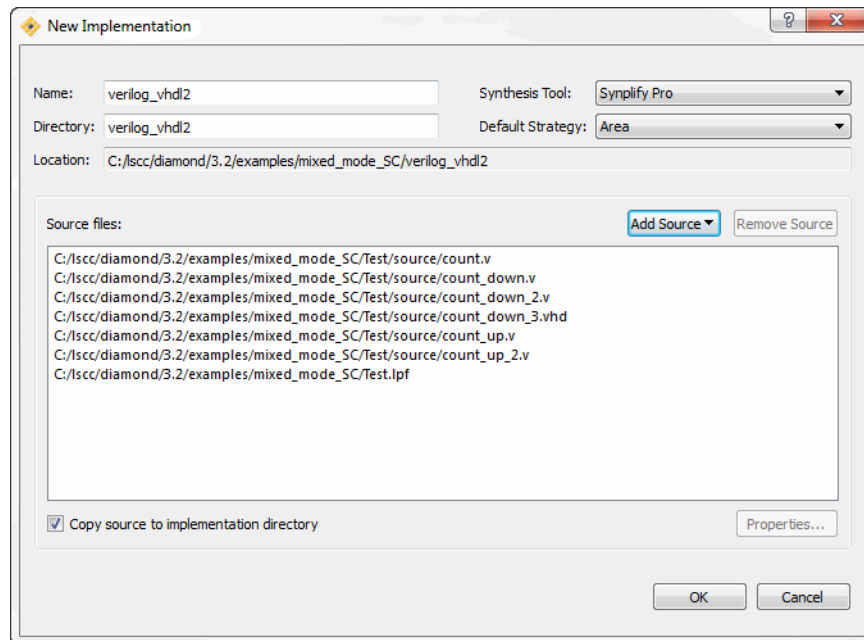 New Implementation
Name: verilog_vhdl2 Synthesis Tool: Synplify Pro
Directory: verilog_vhdl2 Default Strategy: Area
Location: C:/lscc/diamond/3.2/examples/mixed_mode_SC/verilog_vhdl2
Source files: Add Source Remove Source
C:/lscc/diamond/3.2/examples/mixed_mode_SC/Test/source/count.v
C:/lscc/diamond/3.2/examples/mixed_mode_SC/Test/source/count_down.v
C:/lscc/diamond/3.2/examples/mixed_mode_SC/Test/source/count_down_2.v
C:/lscc/diamond/3.2/examples/mixed_mode_SC/Test/source/count_down_3.vhd
C:/lscc/diamond/3.2/examples/mixed_mode_SC/Test/source/count_up.v
C:/lscc/diamond/3.2/examples/mixed_mode_SC/Test/source/count_up_2.v
C:/lscc/diamond/3.2/examples/mixed_mode_SC/Test.lpf
Copy source to implementation directory Properties...
OK Cancel